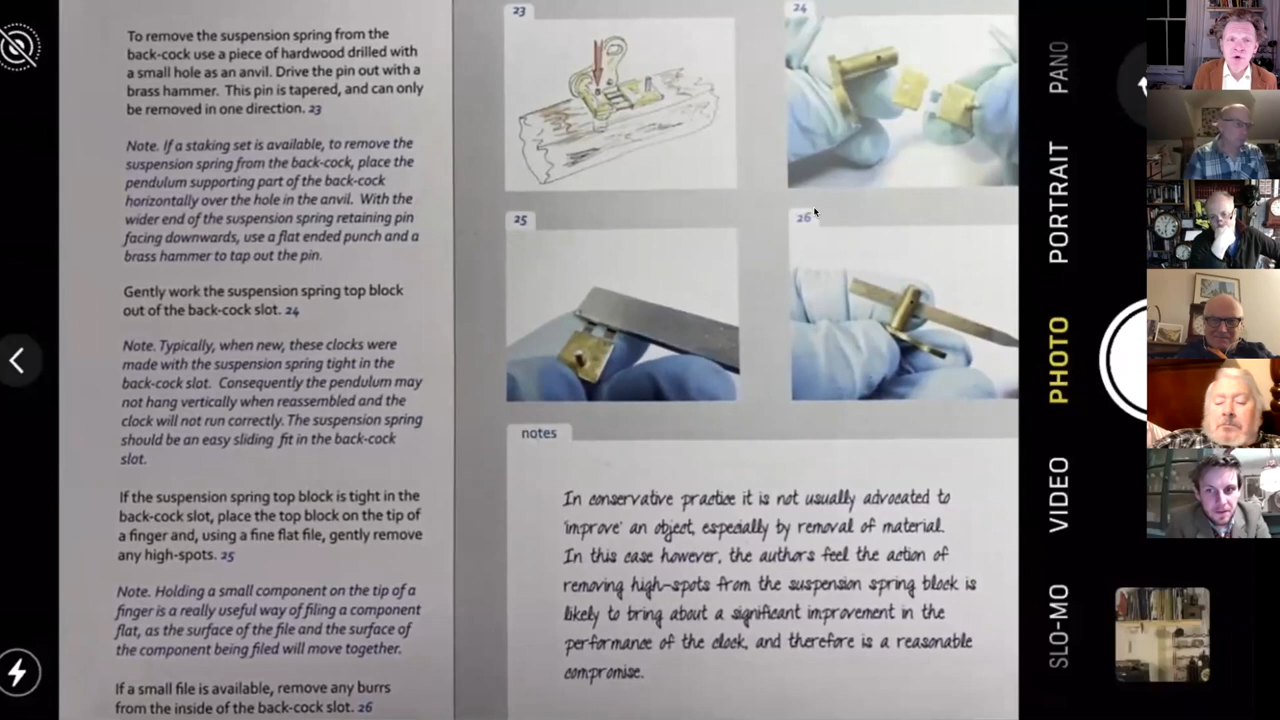 To remove the suspension spring from the
back-cock use a piece of hardwood drilled with
a small hole as an anvil. Drive the pin out with a
brass hammer. This pin is tapered, and can only
be removed in one direction. 23
Note. If a staking set is available, to remove the
suspension spring from the back-cock, place the
pendulum supporting part of the back-cock
horizontally over the hole in the anvil. With the
wider end of the suspension spring retaining pin
facing downwards, use a flat ended punch and a
brass hammer to tap out the pin.
Gently work the suspension spring top block
out of the back-cock slot. 24
Note. Typically, when new, these clocks were
made with the suspension spring tight in the
back-cock slot. Consequently the pendulum may
not hang vertically when reassembled and the
clock will not run correctly. The suspension spring
should be an easy sliding fit in the back-cock
slot.
If the suspension spring top block is tight in the
back-cock slot, place the top block on the tip of
a finger and, using a fine flat file, gently remove
any high-spots. 25
Note. Holding a small component on the tip of a
finger is a really useful way of filing a component
flat, as the surface of the file and the surface of
the component being filed will move together.
If a small file is available, remove any burrs
from the inside of the back-cock slot. 26
23
24
25
26
notes
In conservative practice it is not usually advocated to
'improve' an object, especially by removal of material.
In this case however, the authors feel the action of
removing high-spots from the suspension spring block is
likely to bring about a significant improvement in the
performance of the clock, and therefore is a reasonable
compromise.
PANO
PORTRAIT
PHOTO
VIDEO
SLO-MO